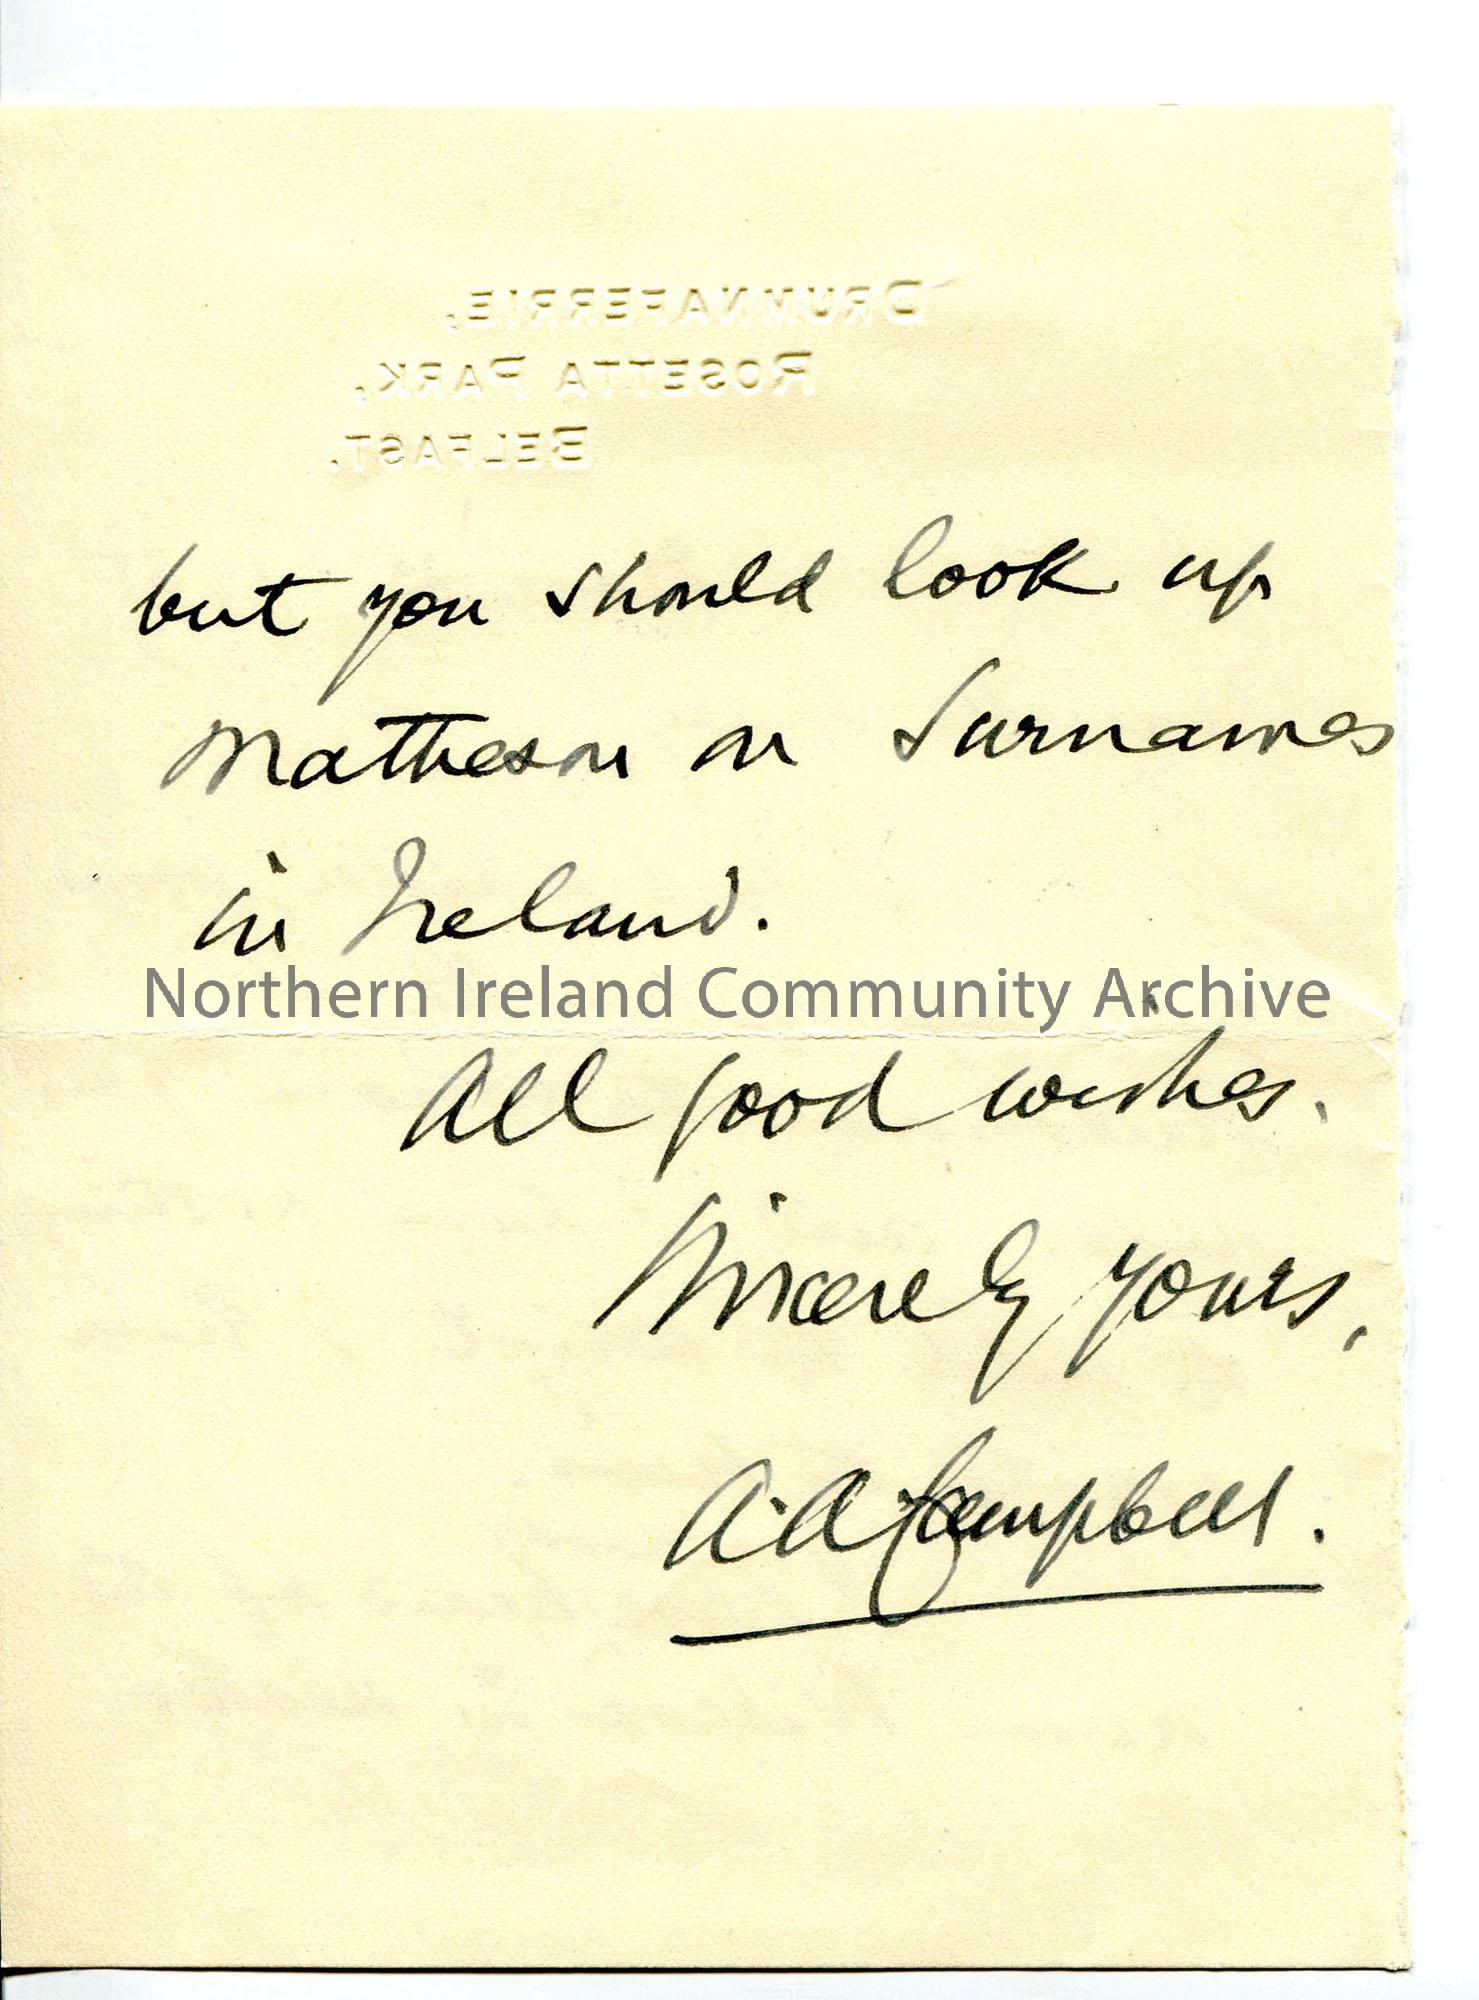 DRUMNAFERRIE,
ROSETTA PARK,
BELFAST.
but you should look up
Matheson on Surnames
in Ireland.
Northern Ireland Community Archive
All good wishes.
Sincerely yours,
A. A. Campbell.